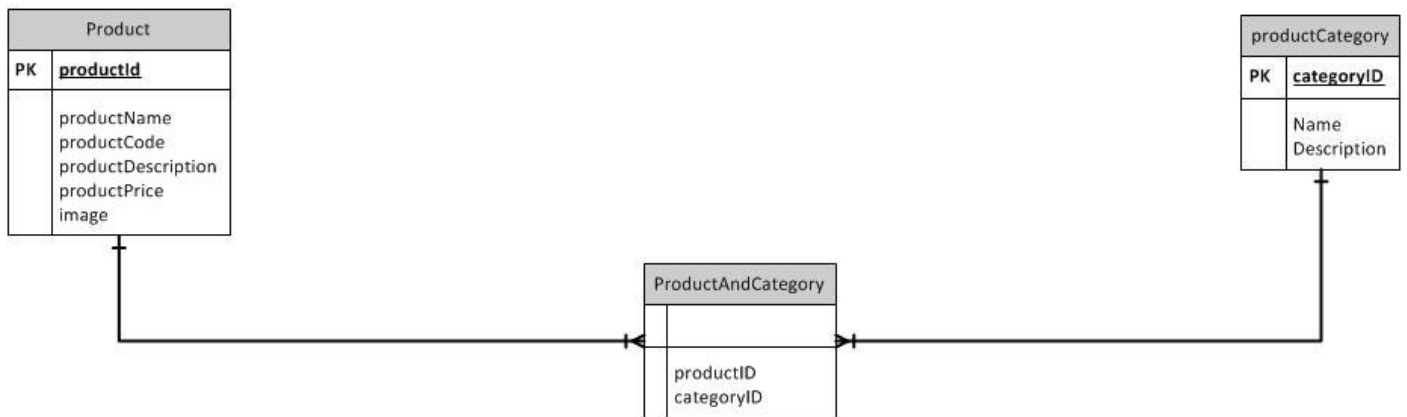 Product
PK productId
productName
productCode
productDescription
productPrice
image
productCategory
PK categoryID
Name
Description
ProductAndCategory
productID
categoryID